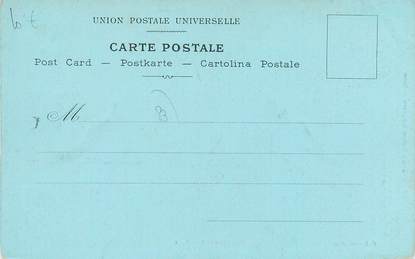 UNION POSTALE UNIVERSELLE
CARTE POSTALE
Post Card — Postkarte — Cartolina Postale
M